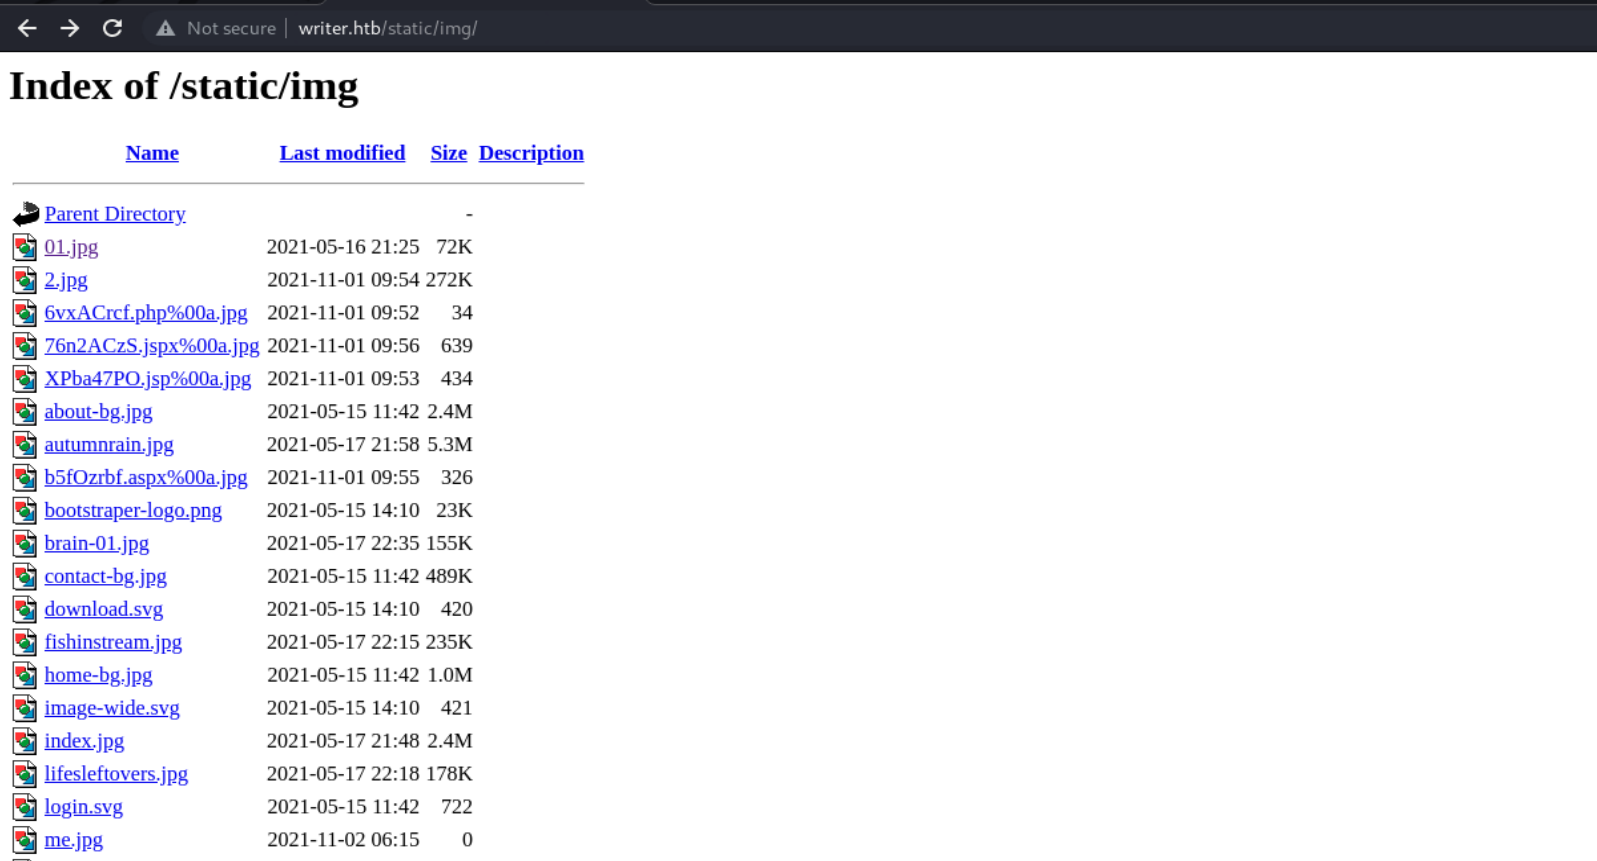 Not secure | writer.htb/static/img/
Index of /static/img
Name Last modified Size Description
Parent Directory -
01.jpg 2021-05-16 21:25 72K
2.jpg 2021-11-01 09:54 272K
6vxACrcf.php%00a.jpg 2021-11-01 09:52 34
76n2ACzS.jspx%00a.jpg 2021-11-01 09:56 639
XPba47PO.jsp%00a.jpg 2021-11-01 09:53 434
about-bg.jpg 2021-05-15 11:42 2.4M
autumnrain.jpg 2021-05-17 21:58 5.3M
b5fOzrbf.aspx%00a.jpg 2021-11-01 09:55 326
bootstraper-logo.png 2021-05-15 14:10 23K
brain-01.jpg 2021-05-17 22:35 155K
contact-bg.jpg 2021-05-15 11:42 489K
download.svg 2021-05-15 14:10 420
fishinstream.jpg 2021-05-17 22:15 235K
home-bg.jpg 2021-05-15 11:42 1.0M
image-wide.svg 2021-05-15 14:10 421
index.jpg 2021-05-17 21:48 2.4M
lifesleftovers.jpg 2021-05-17 22:18 178K
login.svg 2021-05-15 11:42 722
me.jpg 2021-11-02 06:15 0